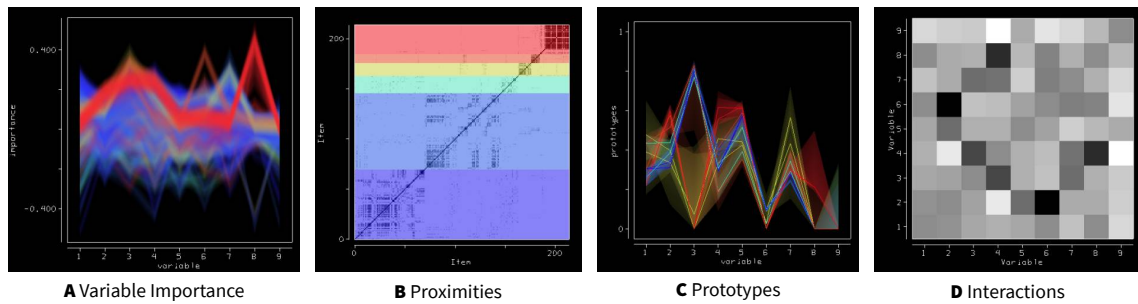 0.400
-0.400
importance
1 2 3 4 5 6 7 8 9
variable
A Variable Importance
200
0
Item
0 200
Item
B Proximities
1
0
prototypes
1 2 3 4 5 6 7 8 9
variable
C Prototypes
9
8
7
6
5
4
3
2
1
Variable
1 2 3 4 5 6 7 8 9
Variable
D Interactions